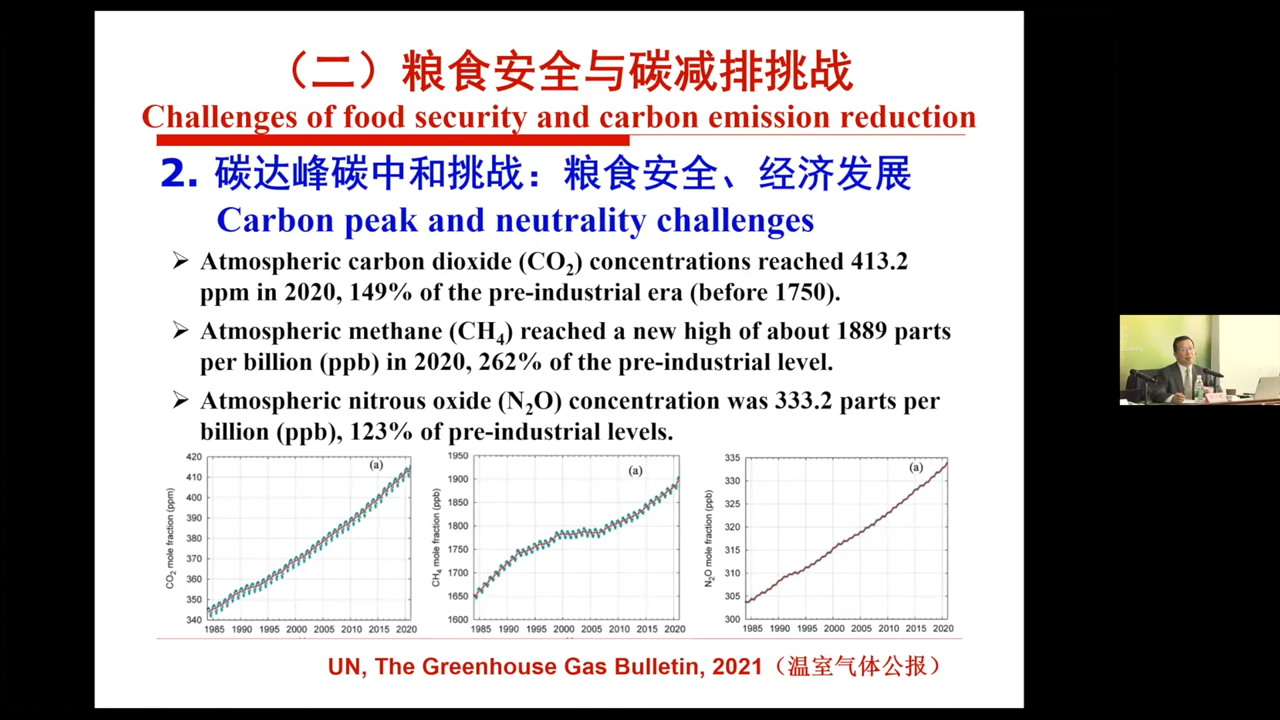 （二）粮食安全与碳减排挑战
Challenges of food security and carbon emission reduction
2. 碳达峰碳中和挑战：粮食安全、经济发展
Carbon peak and neutrality challenges
➢ Atmospheric carbon dioxide (CO₂) concentrations reached 413.2
ppm in 2020, 149% of the pre-industrial era (before 1750).
➢ Atmospheric methane (CH₄) reached a new high of about 1889 parts
per billion (ppb) in 2020, 262% of the pre-industrial level.
➢ Atmospheric nitrous oxide (N₂O) concentration was 333.2 parts per
billion (ppb), 123% of pre-industrial levels.
CO₂ mole fraction (ppm)
420
410
400
390
380
370
360
350
340
(a)
1985 1990 1995 2000 2005 2010 2015 2020
CH₄ mole fraction (ppb)
1950
1900
1850
1800
1750
1700
1650
1600
(a)
1985 1990 1995 2000 2005 2010 2015 2020
N₂O mole fraction (ppb)
335
330
325
320
315
310
305
300
(a)
1985 1990 1995 2000 2005 2010 2015 2020
UN, The Greenhouse Gas Bulletin, 2021（温室气体公报）